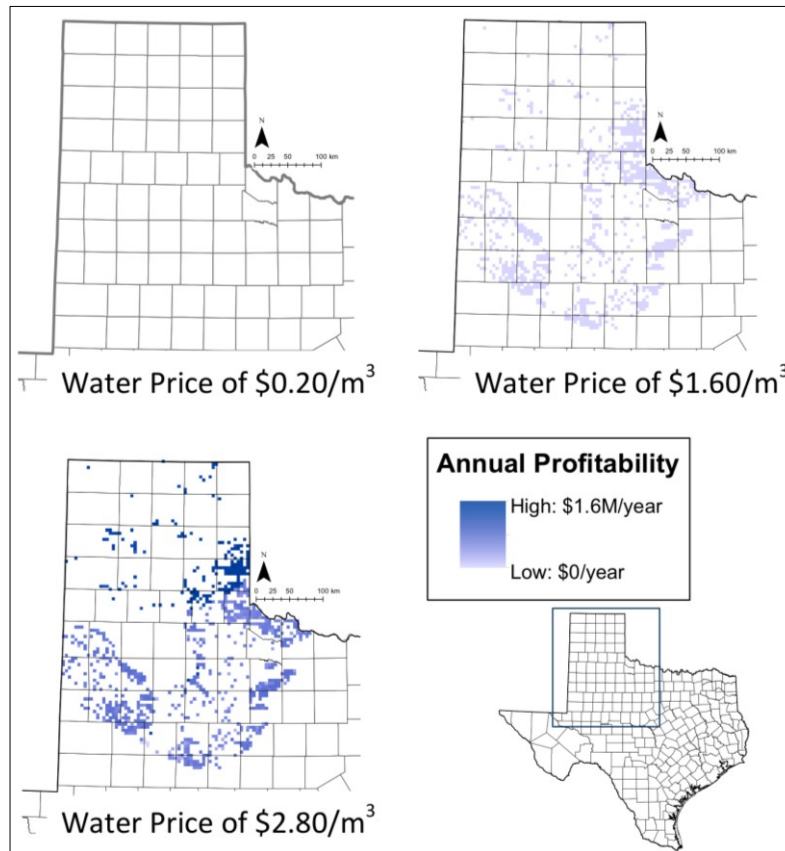 N
0 25 50 100 km
Water Price of $0.20/m³
N
0 25 50 100 km
Water Price of $1.60/m³
N
0 25 50 100 km
Water Price of $2.80/m³
Annual Profitability
High: $1.6M/year
Low: $0/year